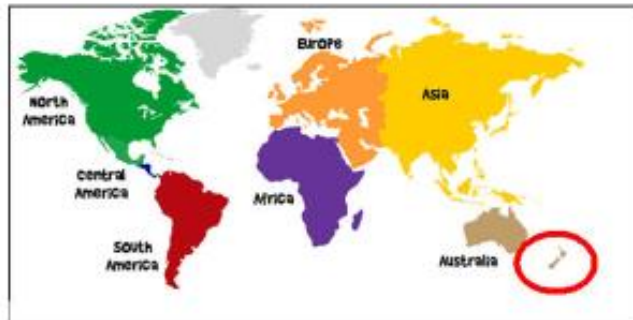 Europe
Asia
North
America
Central
America
Africa
South
America
Australia